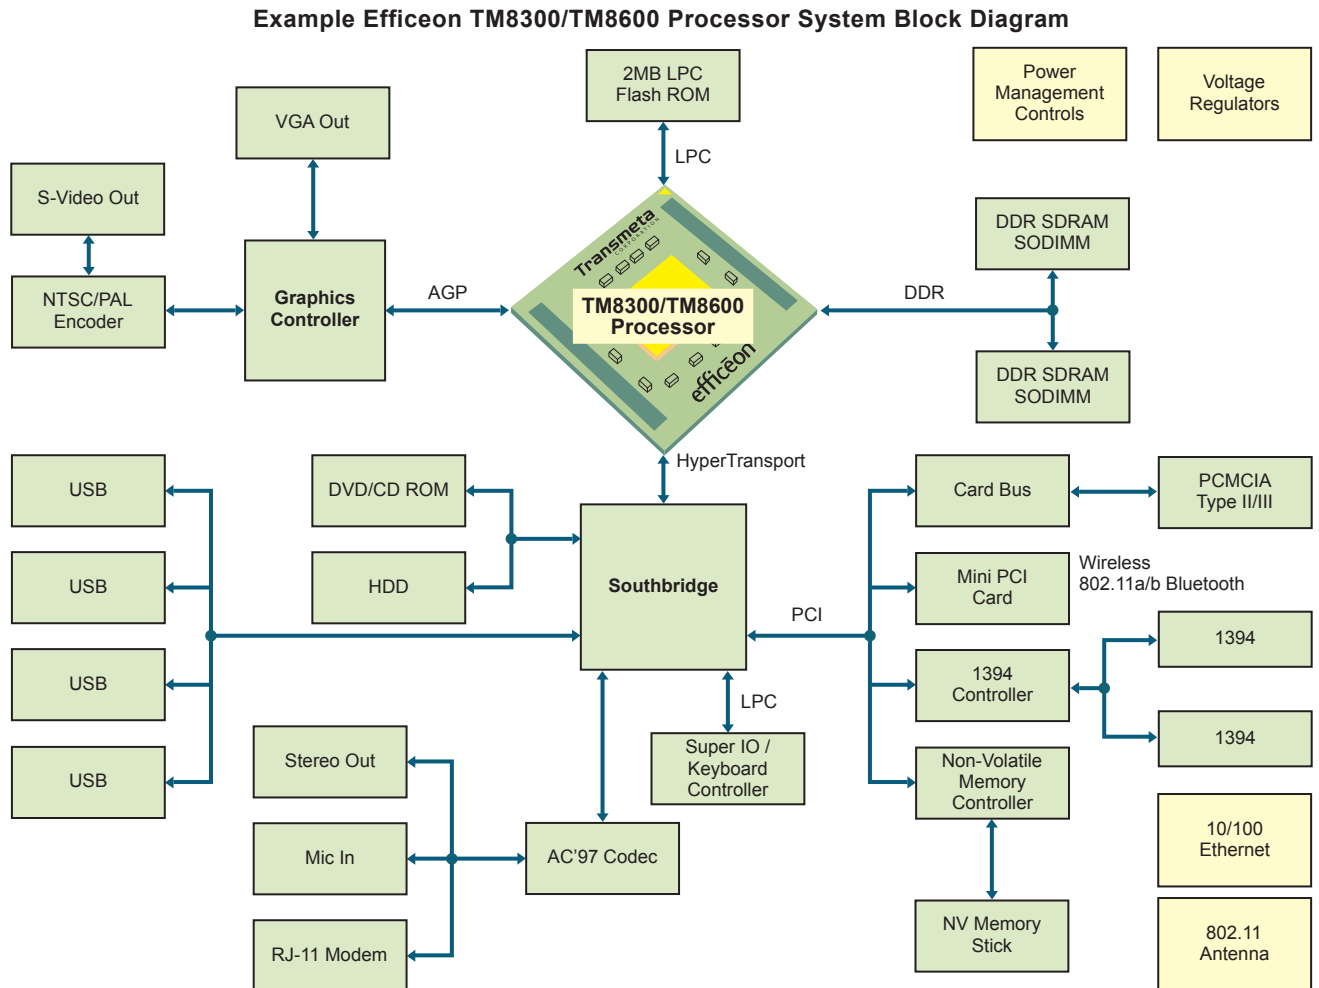 Example Efficeon TM8300/TM8600 Processor System Block Diagram
2MB LPC
Flash ROM
Power
Management
Controls
Voltage
Regulators
VGA Out
LPC
S-Video Out
Transmeta
CORPORATION
DDR SDRAM
SODIMM
NTSC/PAL
Encoder
Graphics
Controller
AGP
TM8300/TM8600
Processor
DDR
efficēon
DDR SDRAM
SODIMM
HyperTransport
USB
DVD/CD ROM
Card Bus
PCMCIA
Type II/III
USB
HDD
Southbridge
Mini PCI
Card
Wireless
802.11a/b Bluetooth
PCI
USB
1394
Controller
1394
LPC
1394
USB
Stereo Out
Super IO /
Keyboard
Controller
Non-Volatile
Memory
Controller
Mic In
AC’97 Codec
10/100
Ethernet
RJ-11 Modem
NV Memory
Stick
802.11
Antenna